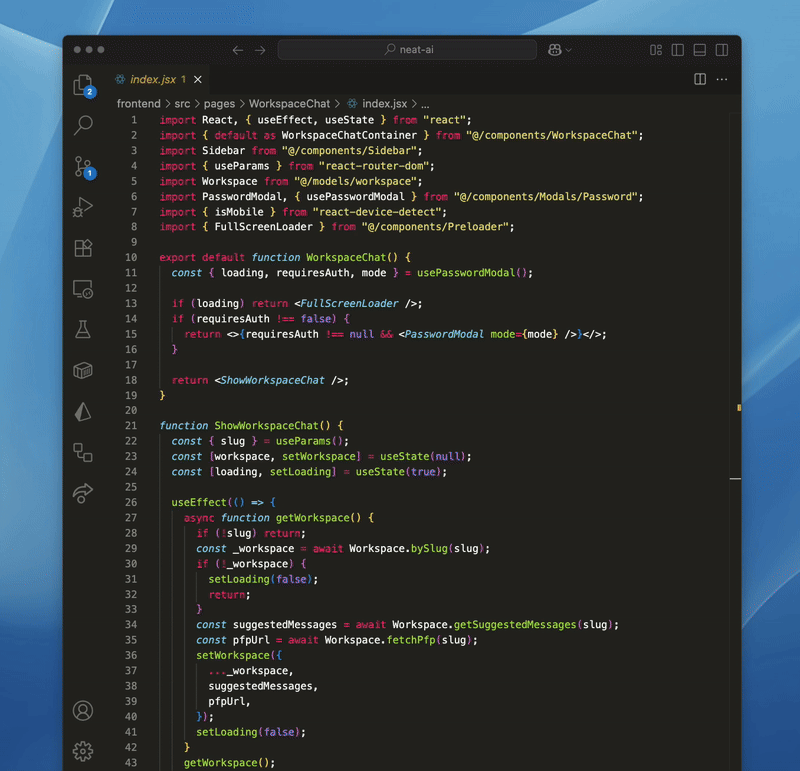 neat-ai
index.jsx 1
2
frontend > src > pages > WorkspaceChat > index.jsx > ...
1 import React, { useEffect, useState } from "react";
2 import { default as WorkspaceChatContainer } from "@/components/WorkspaceChat";
3 import Sidebar from "@/components/Sidebar";
4 import { useParams } from "react-router-dom";
1
5 import Workspace from "@/models/workspace";
6 import PasswordModal, { usePasswordModal } from "@/components/Modals/Password";
7 import { isMobile } from "react-device-detect";
8 import { FullScreenLoader } from "@/components/Preloader";
9
10 export default function WorkspaceChat() {
11   const { loading, requiresAuth, mode } = usePasswordModal();
12
13   if (loading) return <FullScreenLoader />;
14   if (requiresAuth !== false) {
15     return <>{requiresAuth !== null && <PasswordModal mode={mode} />}</>;
16   }
17
18   return <ShowWorkspaceChat />;
19 }
20
21 function ShowWorkspaceChat() {
22   const { slug } = useParams();
23   const [workspace, setWorkspace] = useState(null);
24   const [loading, setLoading] = useState(true);
25
26   useEffect(() => {
27     async function getWorkspace() {
28       if (!slug) return;
29       const _workspace = await Workspace.bySlug(slug);
30       if (!_workspace) {
31         setLoading(false);
32         return;
33       }
34       const suggestedMessages = await Workspace.getSuggestedMessages(slug);
35       const pfpUrl = await Workspace.fetchPfp(slug);
36       setWorkspace({
37         ..._workspace,
38         suggestedMessages,
39         pfpUrl,
40       });
41       setLoading(false);
42     }
43     getWorkspace();